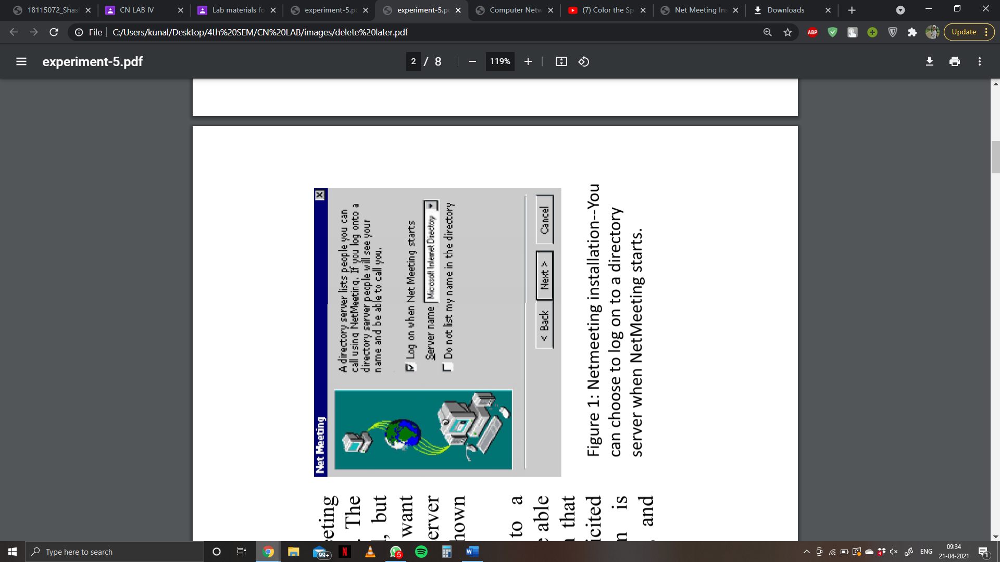 18115072_Shas
CN LAB IV
Lab materials fo
experiment-5.p
experiment-5.p
Computer Netw
(7) Color the Sp
Net Meeting Ins
Downloads
File
C:/Users/kunal/Desktop/4th%20SEM/CN%20LAB/images/delete%20later.pdf
ABP
Update
experiment-5.pdf
2 / 8
119%
Net Meeting
A directory server lists people you can
call using NetMeeting. If you log onto a
directory server people will see your
name and be able to call you.
Log on when Net Meeting starts
Server name
Microsoft Internet Directory
Do not list my name in the directory
< Back
Next >
Cancel
Figure 1: Netmeeting installation--You
can choose to log on to a directory
server when NetMeeting starts.
eeting
. The
, but
want
erver
hown
to a
e able
n that
icited
n is
and
Type here to search
99+
N
5
W
4
ENG
09:34
21-04-2021
1